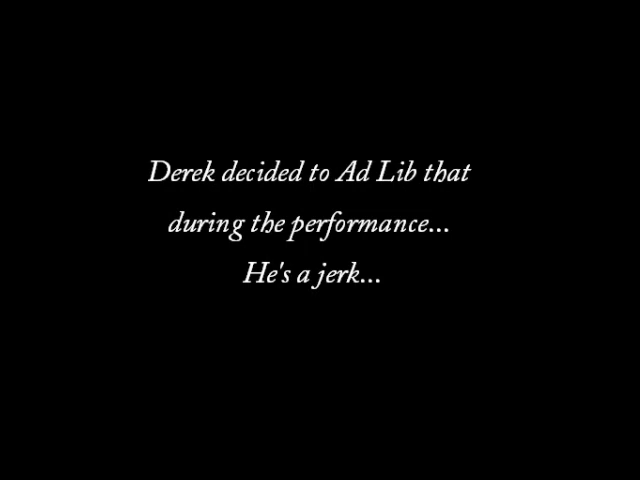 Derek decided to Ad Lib that
during the performance...
He's a jerk...